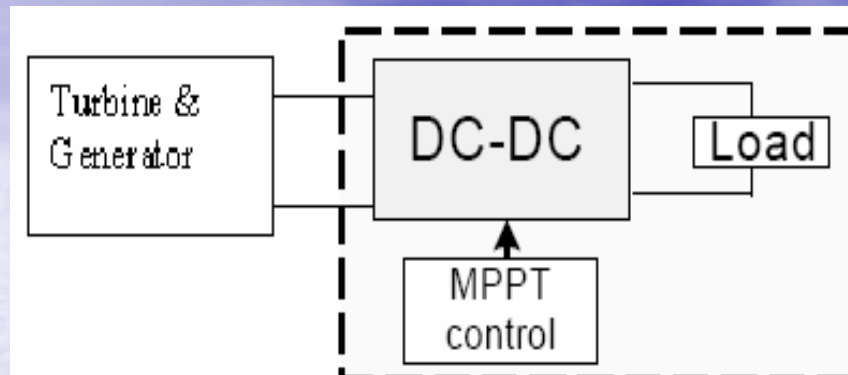 Turbine &
Generator
DC-DC
Load
MPPT
control